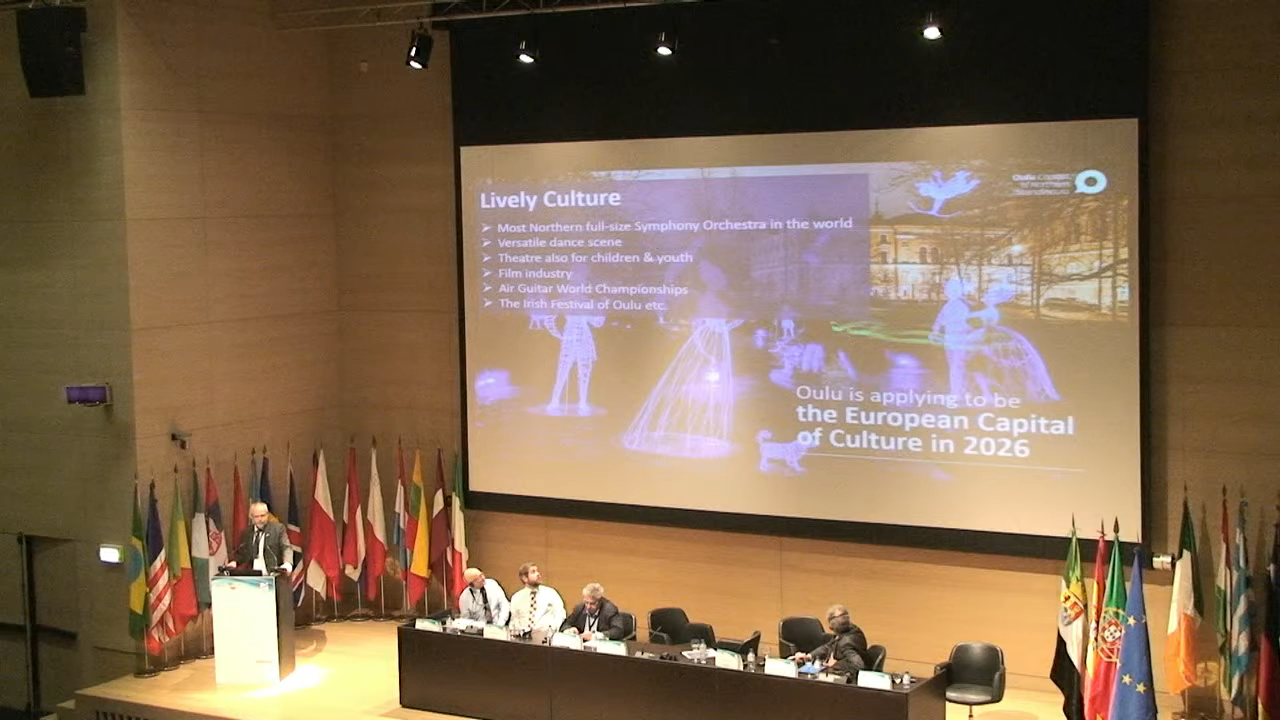 Lively Culture
➢ Most Northern full-size Symphony Orchestra in the world
➢ Versatile dance scene
➢ Theatre also for children & youth
➢ Film industry
➢ Air Guitar World Championships
➢ The Irish Festival of Oulu etc.
Oulu
Oulu is applying to be
the European Capital
of Culture in 2026